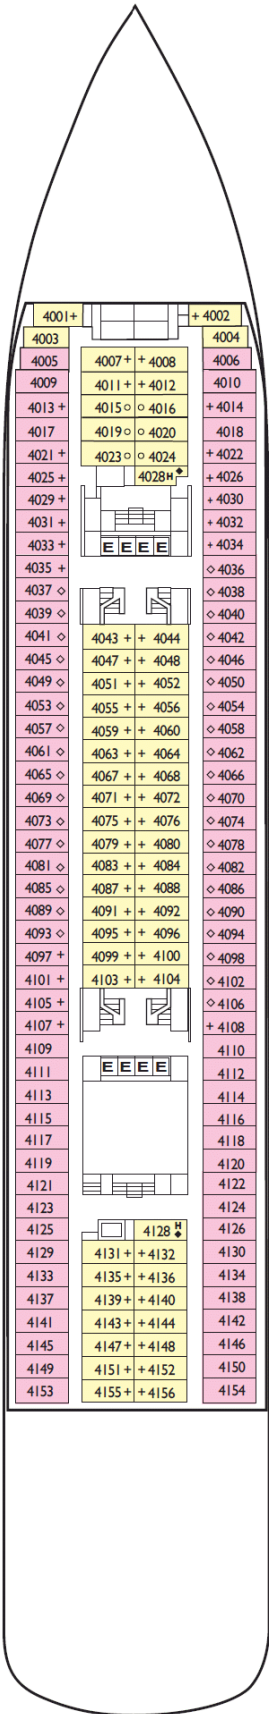 4001+ + 4002
4003 4004
4005 4007 + + 4008 4006
4009 4011 + + 4012 4010
4013 + 4015○ ○ 4016 + 4014
4017 4019○ ○ 4020 4018
4021 + 4023○ ○ 4024 + 4022
4025 + 4028H◆ + 4026
4029 + + 4030
4031 + + 4032
4033 + E E E E + 4034
4035 + ◇ 4036
4037 ◇ ◇ 4038
4039 ◇ ◇ 4040
4041 ◇ 4043 + + 4044 ◇ 4042
4045 ◇ 4047 + + 4048 ◇ 4046
4049 ◇ 4051 + + 4052 ◇ 4050
4053 ◇ 4055 + + 4056 ◇ 4054
4057 ◇ 4059 + + 4060 ◇ 4058
4061 ◇ 4063 + + 4064 ◇ 4062
4065 ◇ 4067 + + 4068 ◇ 4066
4069 ◇ 4071 + + 4072 ◇ 4070
4073 ◇ 4075 + + 4076 ◇ 4074
4077 ◇ 4079 + + 4080 ◇ 4078
4081 ◇ 4083 + + 4084 ◇ 4082
4085 ◇ 4087 + + 4088 ◇ 4086
4089 ◇ 4091 + + 4092 ◇ 4090
4093 ◇ 4095 + + 4096 ◇ 4094
4097 + 4099 + + 4100 ◇ 4098
4101 + 4103 + + 4104 ◇ 4102
4105 + ◇ 4106
4107 + + 4108
4109 4110
4111 E E E E 4112
4113 4114
4115 4116
4117 4118
4119 4120
4121 4122
4123 4124
4125 4128 H◆ 4126
4129 4131 + + 4132 4130
4133 4135 + + 4136 4134
4137 4139 + + 4140 4138
4141 4143 + + 4144 4142
4145 4147 + + 4148 4146
4149 4151 + + 4152 4150
4153 4155 + + 4156 4154